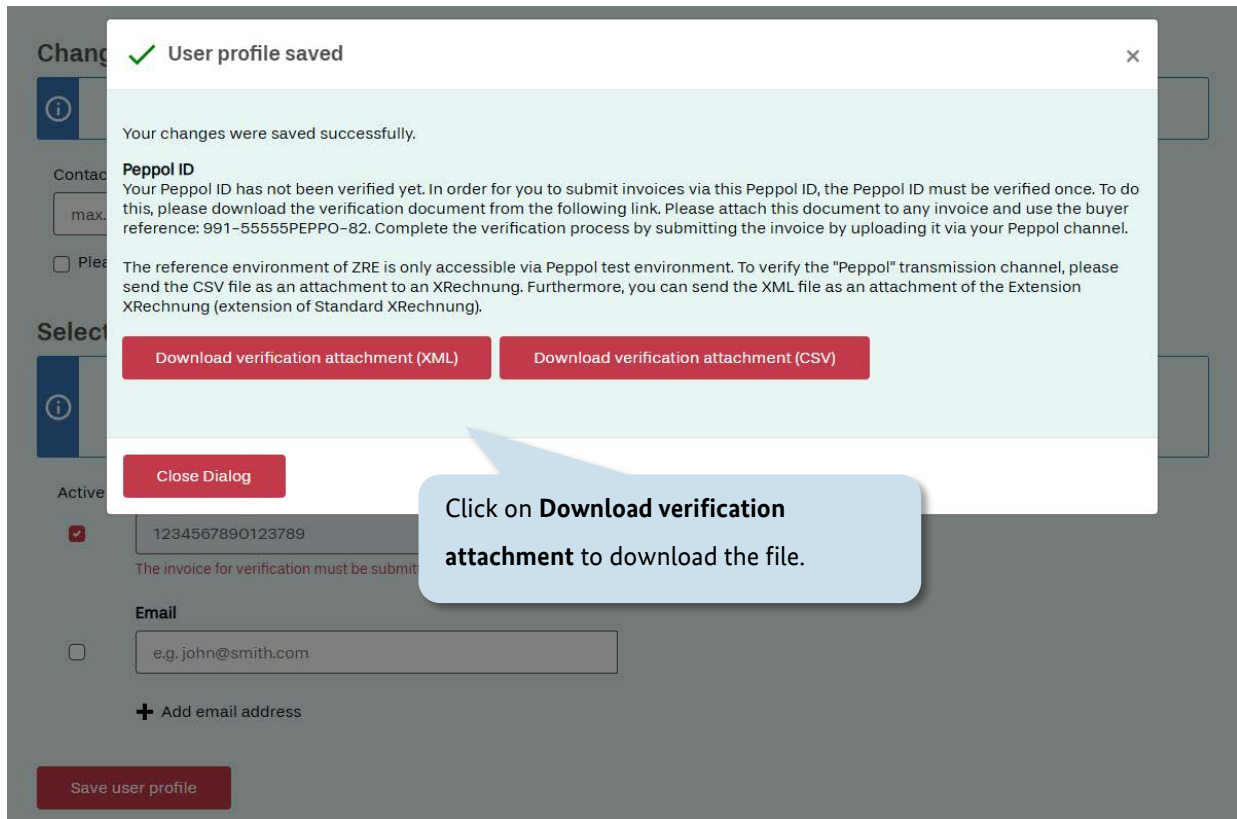 Chang
User profile saved
×
Your changes were saved successfully.
Peppol ID
Your Peppol ID has not been verified yet. In order for you to submit invoices via this Peppol ID, the Peppol ID must be verified once. To do
this, please download the verification document from the following link. Please attach this document to any invoice and use the buyer
reference: 991-55555PEPPO-82. Complete the verification process by submitting the invoice by uploading it via your Peppol channel.
Contac
max.
Plea
The reference environment of ZRE is only accessible via Peppol test environment. To verify the "Peppol" transmission channel, please
send the CSV file as an attachment to an XRechnung. Furthermore, you can send the XML file as an attachment of the Extension
XRechnung (extension of Standard XRechnung).
Select
Download verification attachment (XML)
Download verification attachment (CSV)
Close Dialog
Click on Download verification
attachment to download the file.
Active
1234567890123789
The invoice for verification must be submit
Email
e.g. john@smith.com
Add email address
Save user profile